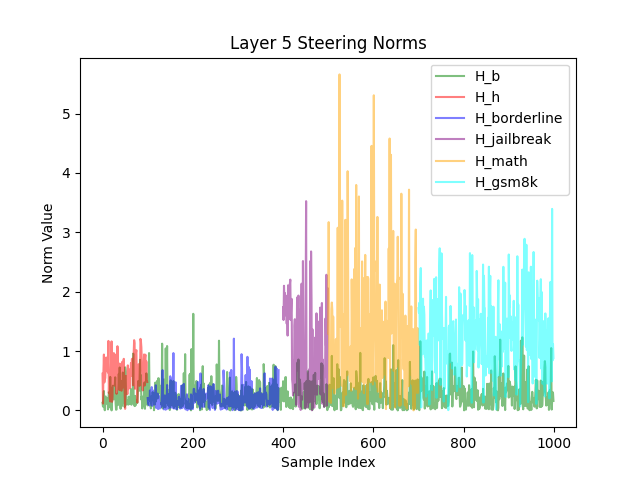 Layer 5 Steering Norms
H_b
H_h
H_borderline
H_jailbreak
H_math
H_gsm8k
Norm Value
5
4
3
2
1
0
0 200 400 600 800 1000
Sample Index